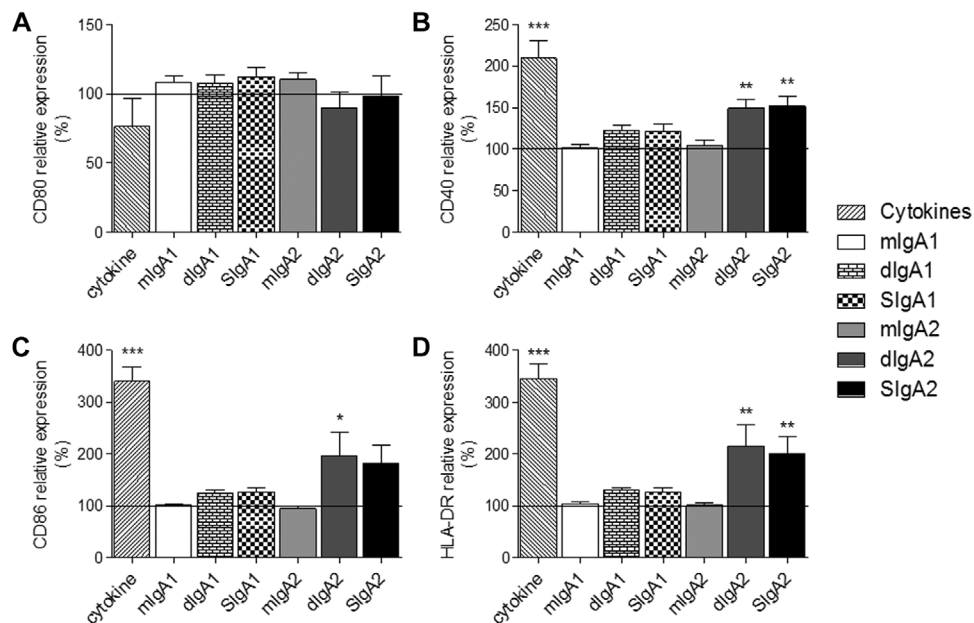 A
CD80 relative expression
(%)
150
100
50
0
cytokine
mIgA1
dIgA1
SIgA1
mIgA2
dIgA2
SIgA2
B
CD40 relative expression
(%)
250
200
150
100
50
0
***
**
**
cytokine
mIgA1
dIgA1
SIgA1
mIgA2
dIgA2
SIgA2
Cytokines
mIgA1
dIgA1
SIgA1
mIgA2
dIgA2
SIgA2
C
CD86 relative expression
(%)
400
300
200
100
0
***
*
cytokine
mIgA1
dIgA1
SIgA1
mIgA2
dIgA2
SIgA2
D
HLA-DR relative expression
(%)
400
300
200
100
0
***
**
**
cytokine
mIgA1
dIgA1
SIgA1
mIgA2
dIgA2
SIgA2